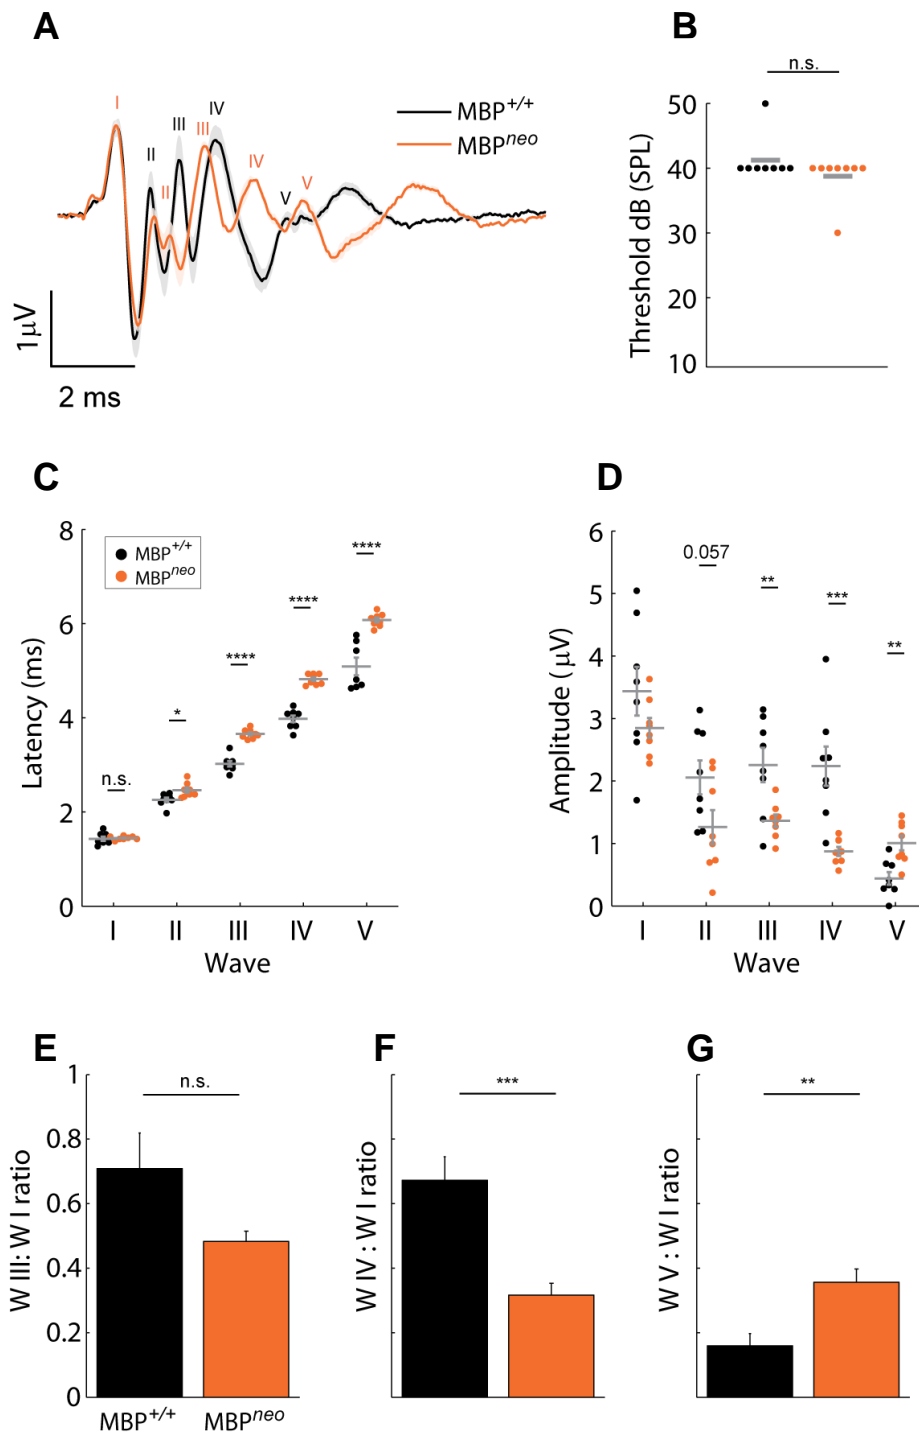 A
I
II
III
IV
II
III
IV
V
V
MBP+/+
MBPneo
1µV
2 ms
B
n.s.
Threshold dB (SPL)
50
40
30
20
10
C
8
6
4
2
0
Latency (ms)
MBP+/+
MBPneo
n.s.
*
****
****
****
I II III IV V
Wave
D
6
5
4
3
2
1
0
Amplitude (µV)
0.057
**
***
**
I II III IV V
Wave
E
1
0.8
0.6
0.4
0.2
0
W III: W I ratio
n.s.
MBP+/+ MBPneo
F
W IV : W I ratio
***
G
W V : W I ratio
**